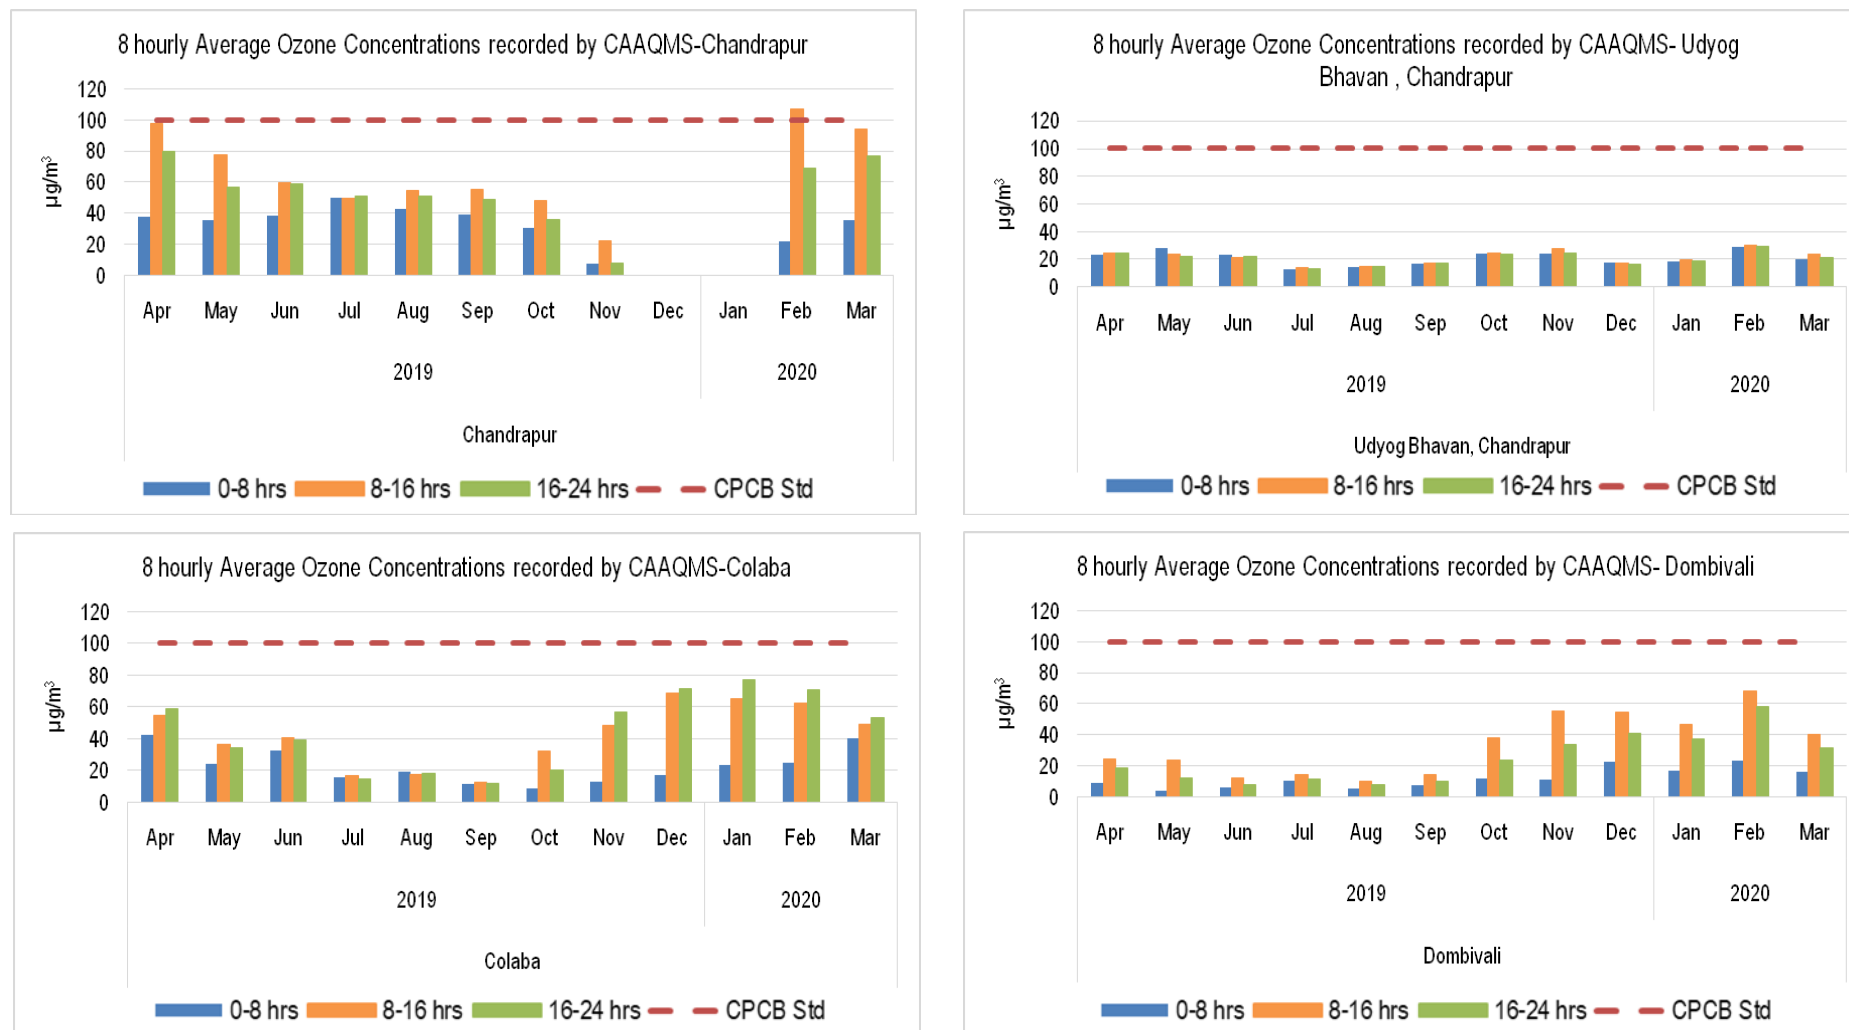 8 hourly Average Ozone Concentrations recorded by CAAQMS-Chandrapur
120
100
80
60
40
20
0
µg/m³
Apr May Jun Jul Aug Sep Oct Nov Dec Jan Feb Mar
2019 2020
Chandrapur
0-8 hrs 8-16 hrs 16-24 hrs CPCB Std
8 hourly Average Ozone Concentrations recorded by CAAQMS- Udyog
Bhavan , Chandrapur
120
100
80
60
40
20
0
µg/m³
Apr May Jun Jul Aug Sep Oct Nov Dec Jan Feb Mar
2019 2020
Udyog Bhavan, Chandrapur
0-8 hrs 8-16 hrs 16-24 hrs CPCB Std
8 hourly Average Ozone Concentrations recorded by CAAQMS-Colaba
120
100
80
60
40
20
0
µg/m³
Apr May Jun Jul Aug Sep Oct Nov Dec Jan Feb Mar
2019 2020
Colaba
0-8 hrs 8-16 hrs 16-24 hrs CPCB Std
8 hourly Average Ozone Concentrations recorded by CAAQMS- Dombivali
120
100
80
60
40
20
0
µg/m³
Apr May Jun Jul Aug Sep Oct Nov Dec Jan Feb Mar
2019 2020
Dombivali
0-8 hrs 8-16 hrs 16-24 hrs CPCB Std